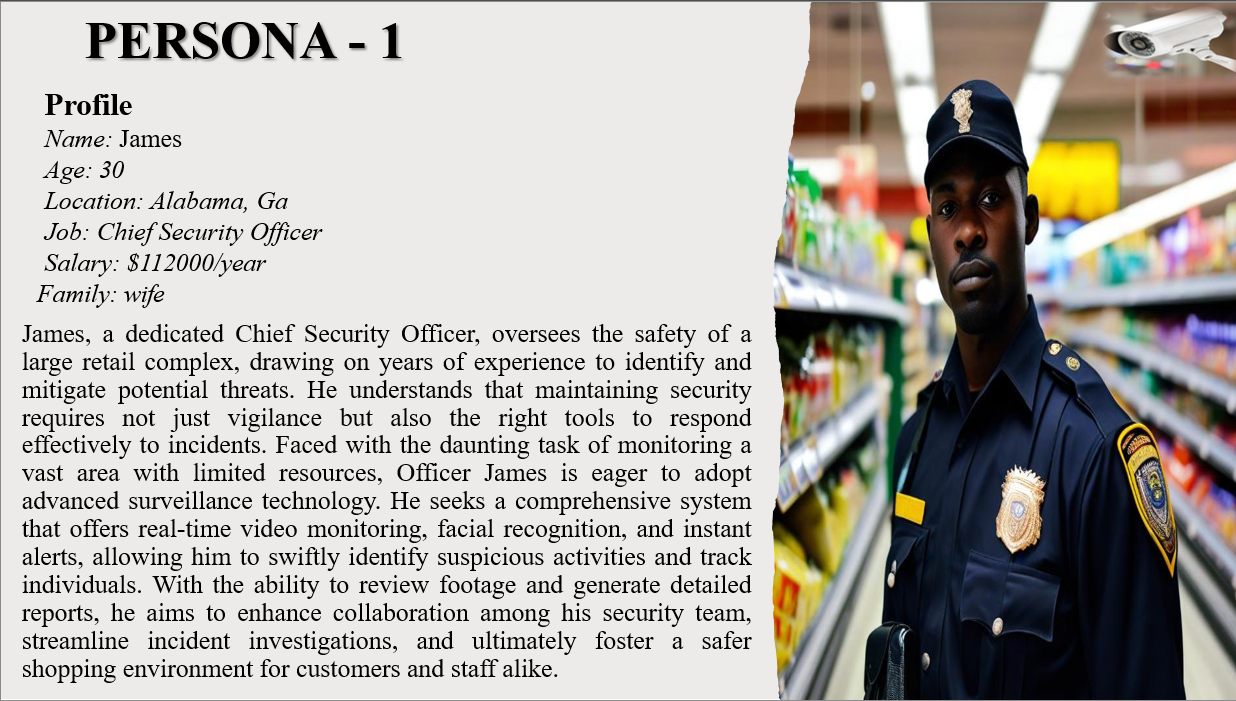 PERSONA - 1
Profile
Name: James
Age: 30
Location: Alabama, Ga
Job: Chief Security Officer
Salary: $112000/year
Family: wife
James, a dedicated Chief Security Officer, oversees the safety of a
large retail complex, drawing on years of experience to identify and
mitigate potential threats. He understands that maintaining security
requires not just vigilance but also the right tools to respond
effectively to incidents. Faced with the daunting task of monitoring a
vast area with limited resources, Officer James is eager to adopt
advanced surveillance technology. He seeks a comprehensive system
that offers real-time video monitoring, facial recognition, and instant
alerts, allowing him to swiftly identify suspicious activities and track
individuals. With the ability to review footage and generate detailed
reports, he aims to enhance collaboration among his security team,
streamline incident investigations, and ultimately foster a safer
shopping environment for customers and staff alike.